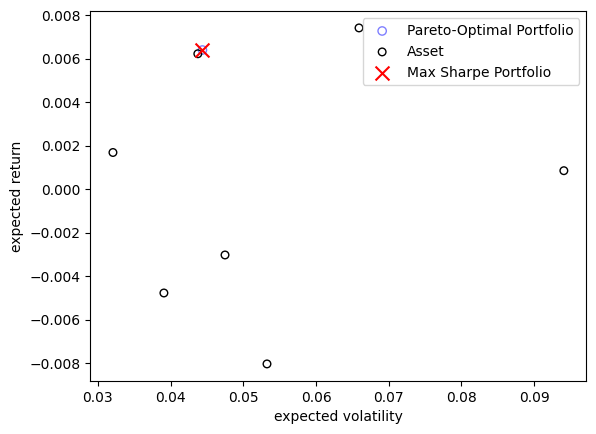 0.008
0.006
0.004
0.002
0.000
−0.002
−0.004
−0.006
−0.008
expected return
Pareto-Optimal Portfolio
Asset
Max Sharpe Portfolio
0.03 0.04 0.05 0.06 0.07 0.08 0.09
expected volatility